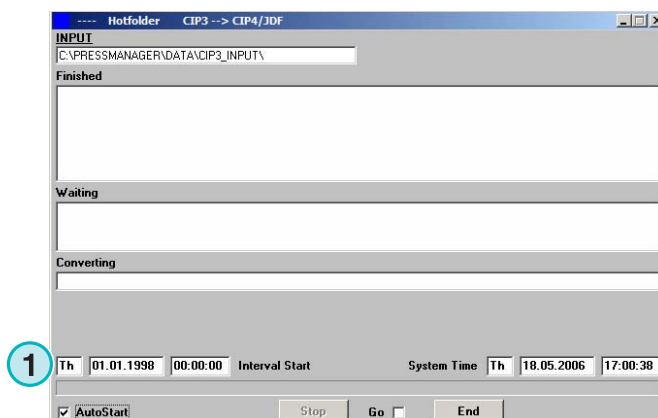 ---- Hotfolder CIP3 --> CIP4/JDF
INPUT
C:\PRESSMANAGER\DATA\CIP3_INPUT\
Finished
Waiting
Converting
1 Th 01.01.1998 00:00:00 Interval Start System Time Th 18.05.2006 17:00:38
AutoStart Stop Go End